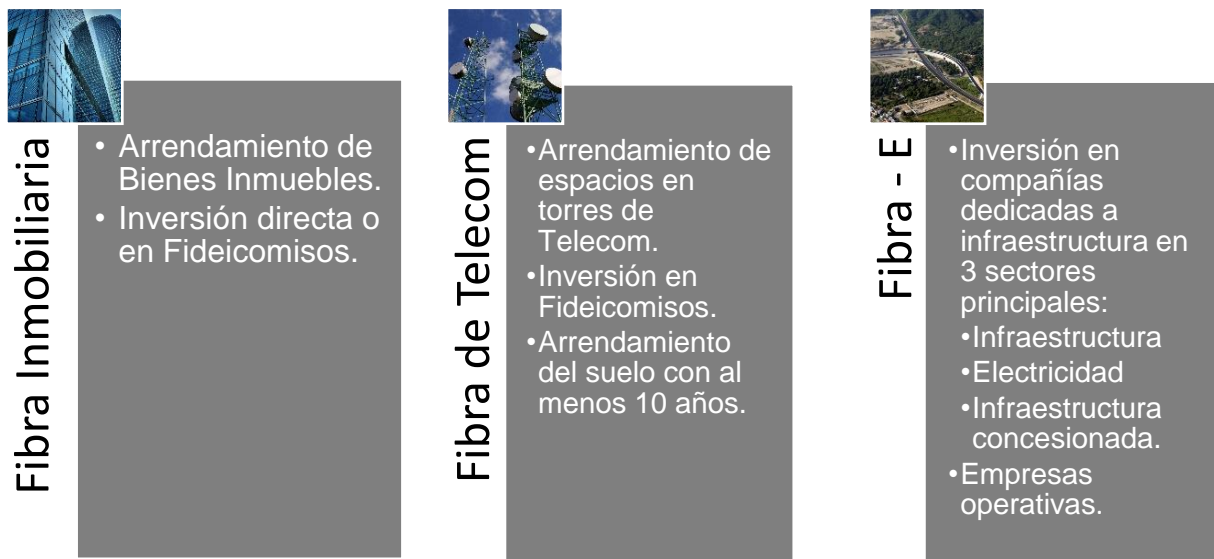 Fibra Inmobiliaria
• Arrendamiento de
Bienes Inmuebles.
• Inversión directa o
en Fideicomisos.
Fibra de Telecom
•Arrendamiento de
espacios en
torres de
Telecom.
•Inversión en
Fideicomisos.
•Arrendamiento
del suelo con al
menos 10 años.
Fibra - E
•Inversión en
compañías
dedicadas a
infraestructura en
3 sectores
principales:
•Infraestructura
•Electricidad
•Infraestructura
concesionada.
•Empresas
operativas.